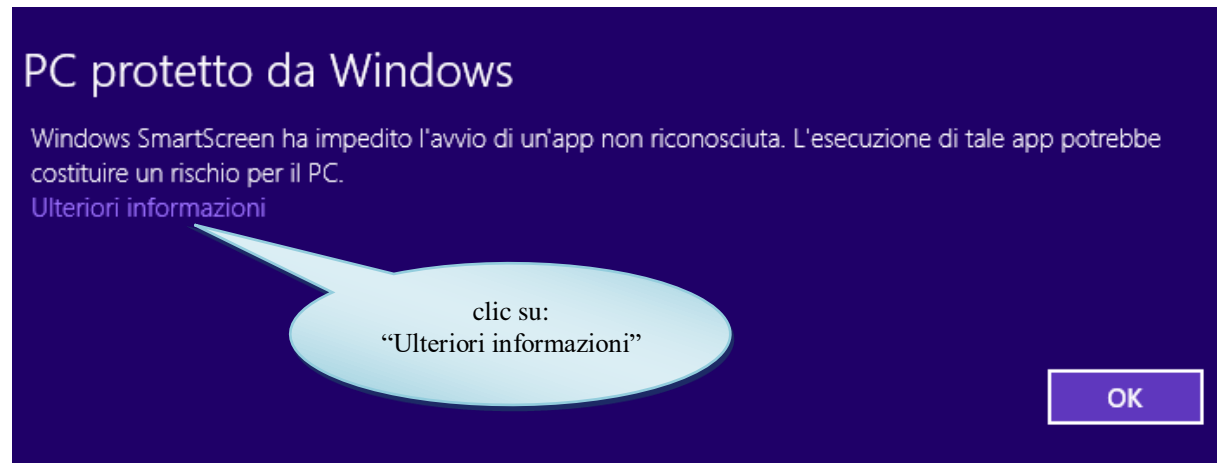 PC protetto da Windows
Windows SmartScreen ha impedito l'avvio di un'app non riconosciuta. L'esecuzione di tale app potrebbe
costituire un rischio per il PC.
Ulteriori informazioni
clic su:
“Ulteriori informazioni”
OK